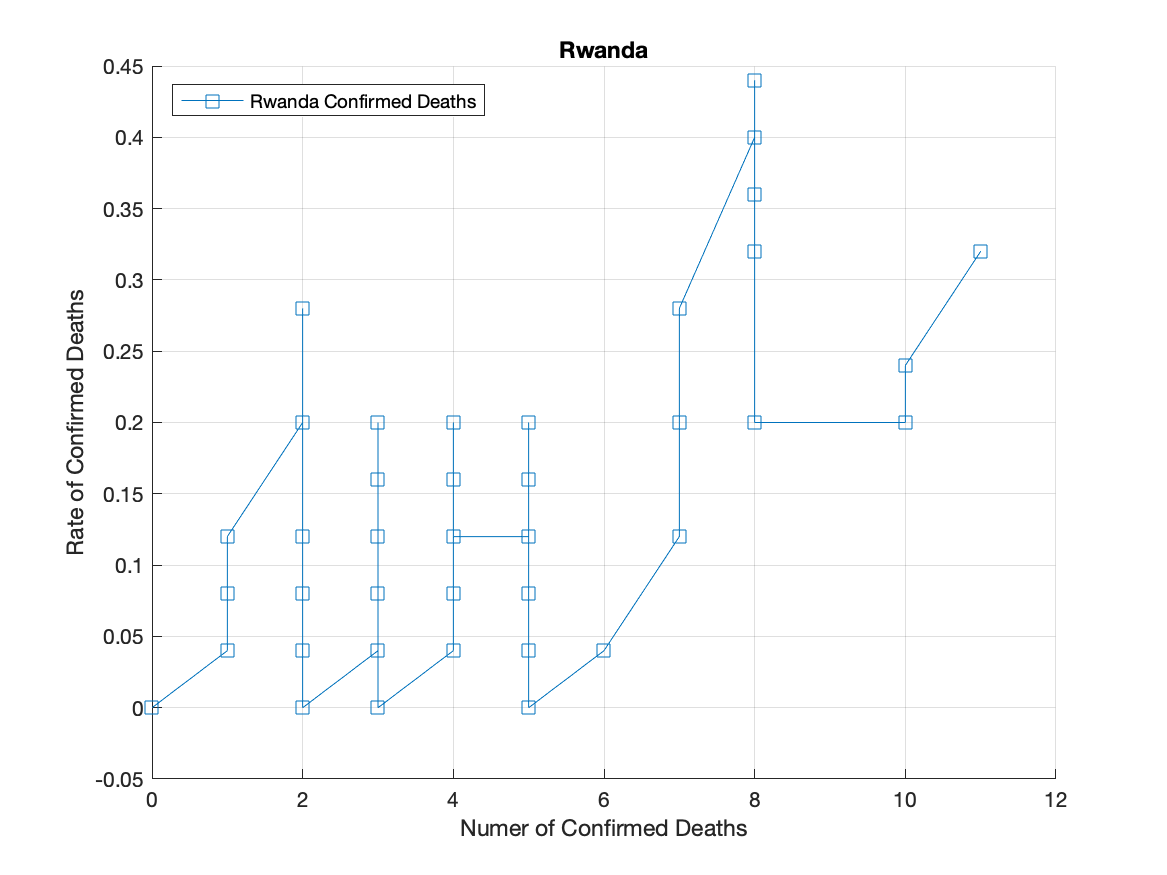 Rwanda
Rwanda Confirmed Deaths
0.45
0.4
0.35
0.3
0.25
0.2
0.15
0.1
0.05
0
-0.05
Rate of Confirmed Deaths
0 2 4 6 8 10 12
Numer of Confirmed Deaths